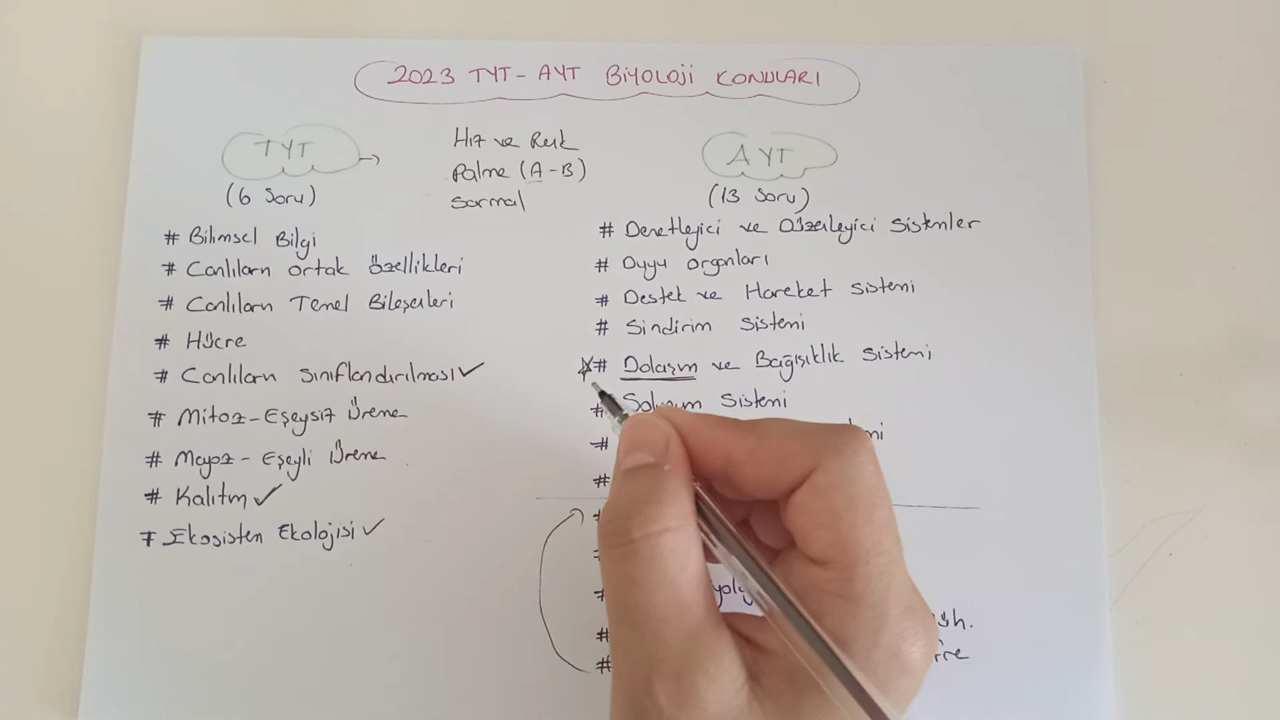 2023 TYT-AYT BİYOLOJİ KONULARI
TYT
(6 Soru)
# Bilimsel Bilgi
# Canlıların ortak özellikleri
# Canlıların Temel Bileşenleri
# Hücre
# Canlıların sınıflandırılması ✓
# Mitoz-Eşeysiz Üreme
# Mayoz-Eşeyli Üreme
# Kalıtım ✓
# Ekosistem Ekolojisi ✓
Hız ve Renk
Palme (A-B)
Sarmal
AYT
(13 Soru)
# Denetleyici ve Düzenleyici Sistemler
# Duyu organları
# Destek ve Hareket sistemi
# Sindirim sistemi
☆# Dolaşım ve Bağışıklık sistemi
# Solunum Sistemi
#
#
#
#
#
#
#